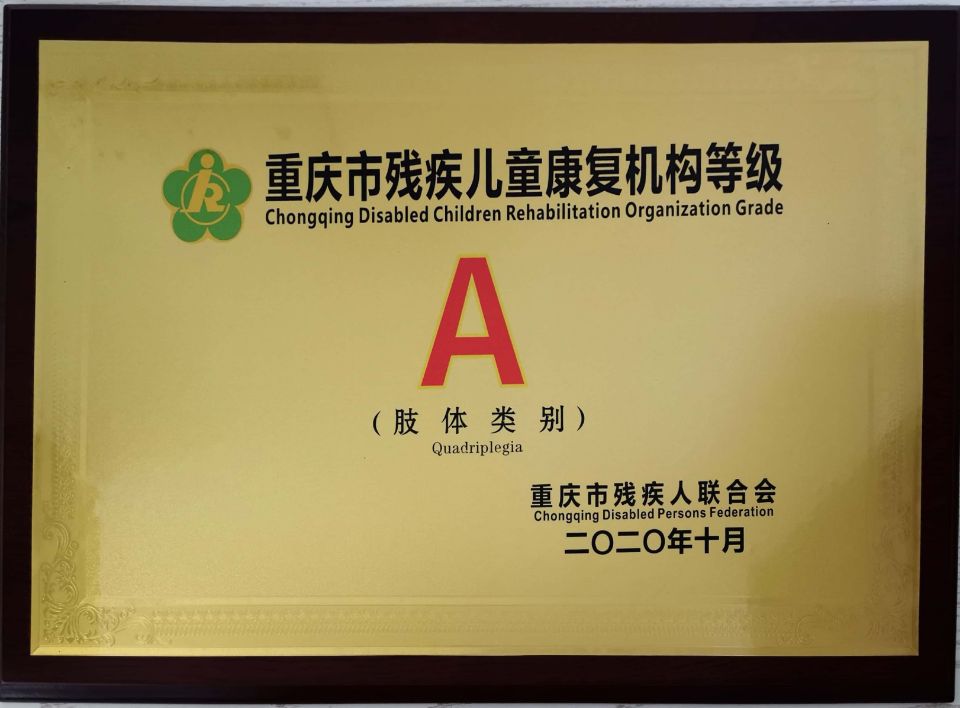 重庆市残疾儿童康复机构等级
Chongqing Disabled Children Rehabilitation Organization Grade
A
(肢体类别)
Quadriplegia
重庆市残疾人联合会
Chongqing Disabled Persons Federation
二〇二〇年十月